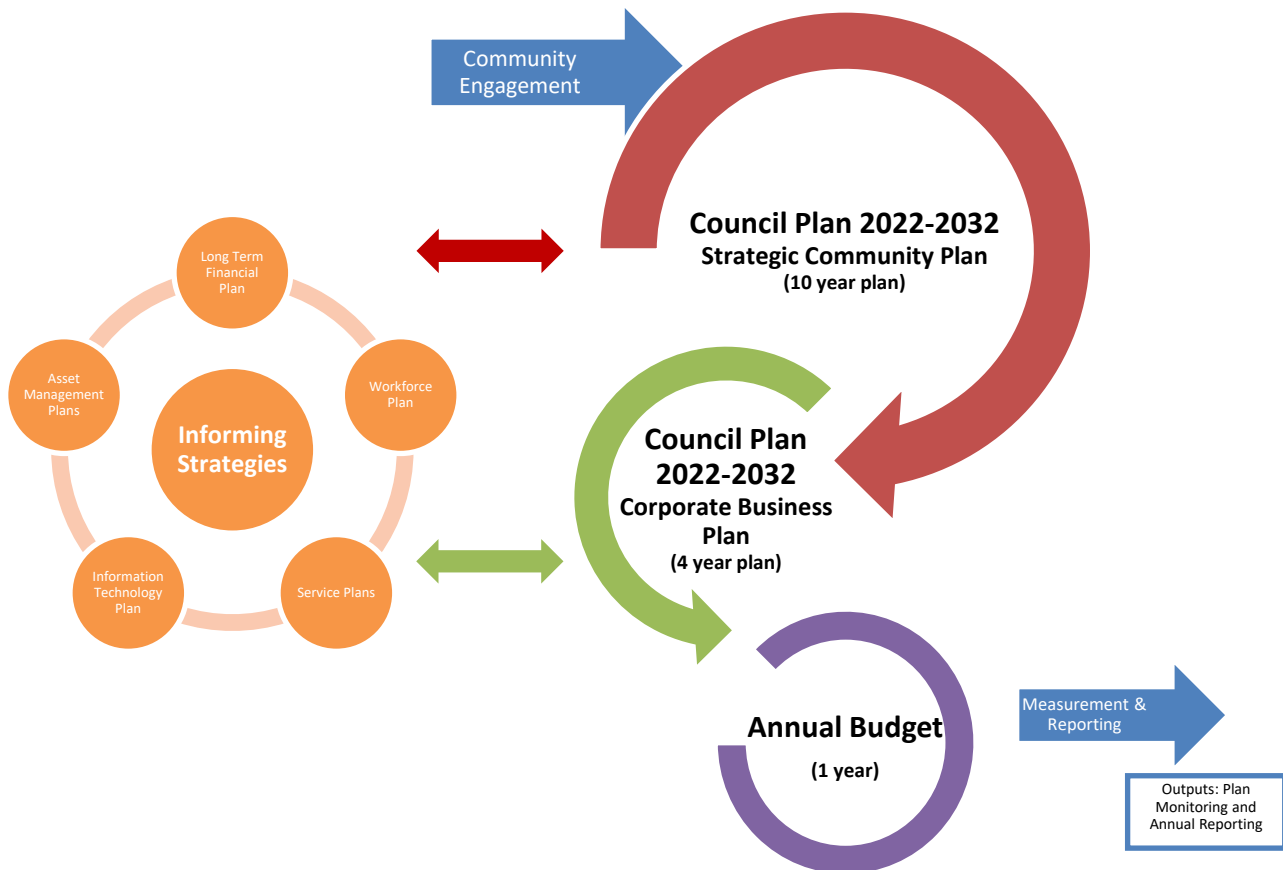 Community
Engagement
Council Plan 2022-2032
Strategic Community Plan
(10 year plan)
Long Term
Financial
Plan
Asset
Management
Plans
Workforce
Plan
Informing
Strategies
Information
Technology
Plan
Service Plans
Council Plan
2022-2032
Corporate Business
Plan
(4 year plan)
Annual Budget
(1 year)
Measurement &
Reporting
Outputs: Plan
Monitoring and
Annual Reporting